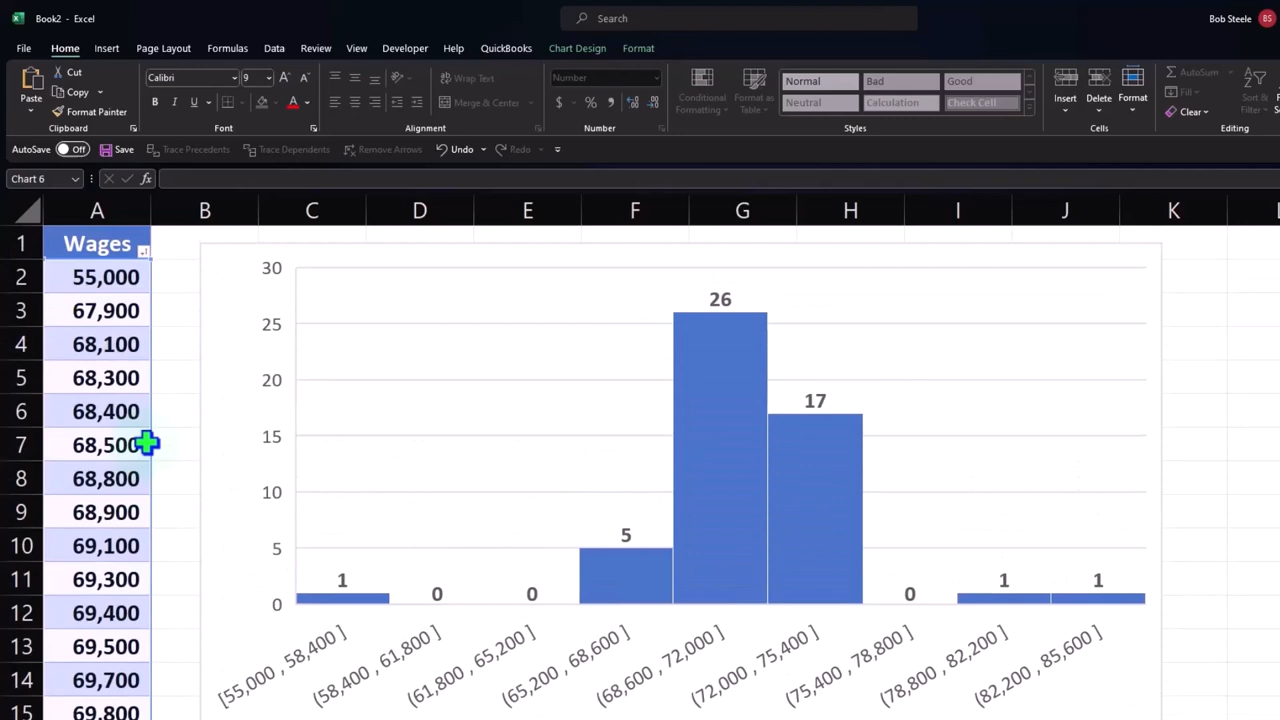 Book2 - Excel
Search
Bob Steele
BS
File Home Insert Page Layout Formulas Data Review View Developer Help QuickBooks Chart Design Format
Cut
Calibri 9
Wrap Text
Number
Normal Bad Good
AutoSum
Paste
Copy
Conditional Formatting
Format as Table
Insert Delete Format
Fill
Sort & Filter
Format Painter
B I U
Merge & Center
$ % 9
Neutral Calculation Check Cell
Clear
Clipboard Font Alignment Number Styles Cells Editing
AutoSave Off Save Trace Precedents Trace Dependents Remove Arrows Undo Redo
Chart 6
fx
A B C D E F G H I J K
1 Wages
2 55,000
3 67,900
4 68,100
5 68,300
6 68,400
7 68,500
8 68,800
9 68,900
10 69,100
11 69,300
12 69,400
13 69,500
14 69,700
15 69,800
30
25
20
15
10
5
0
1 0 0 5 26 17 0 1 1
[55,000 , 58,400 ]
(58,400 , 61,800 ]
(61,800 , 65,200 ]
(65,200 , 68,600 ]
(68,600 , 72,000 ]
(72,000 , 75,400 ]
(75,400 , 78,800 ]
(78,800 , 82,200 ]
(82,200 , 85,600 ]